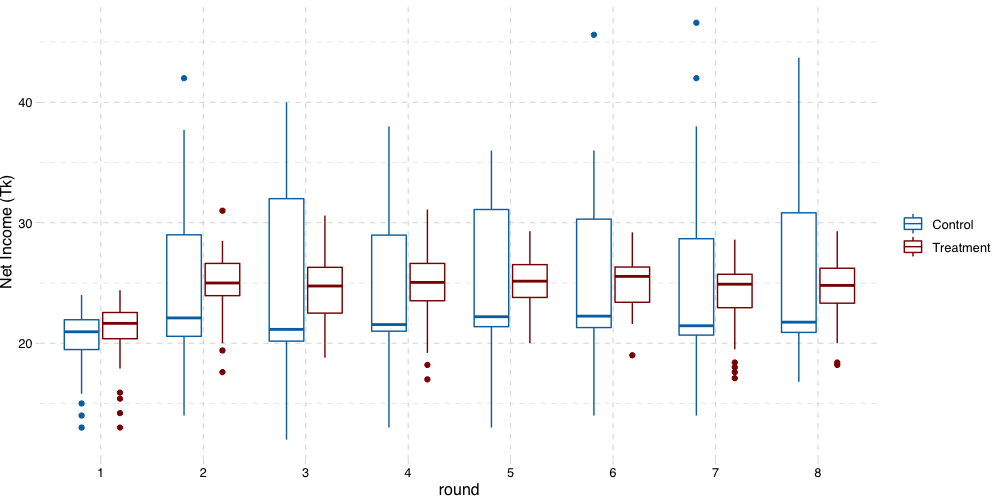 Net Income (Tk)
40
30
20
1 2 3 4 5 6 7 8
round
Control
Treatment